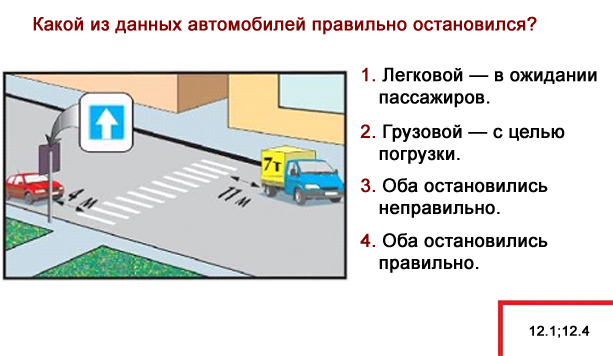 Какой из данных автомобилей правильно остановился?
1. Легковой — в ожидании
пассажиров.
2. Грузовой — с целью
погрузки.
3. Оба остановились
неправильно.
4. Оба остановились
правильно.
7т
4 м
11 м
12.1;12.4